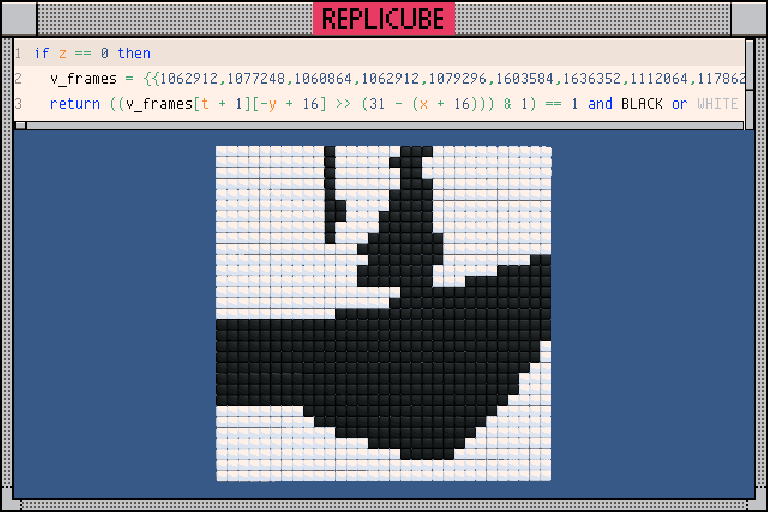 REPLICUBE
1 if z == 0 then
2 v_frames = {{1062912,1077248,1060864,1062912,1079296,1603584,1636352,1112064,117862
3 return ((v_frames[t + 1][-y + 16] >> (31 - (x + 16))) & 1) == 1 and BLACK or WHITE